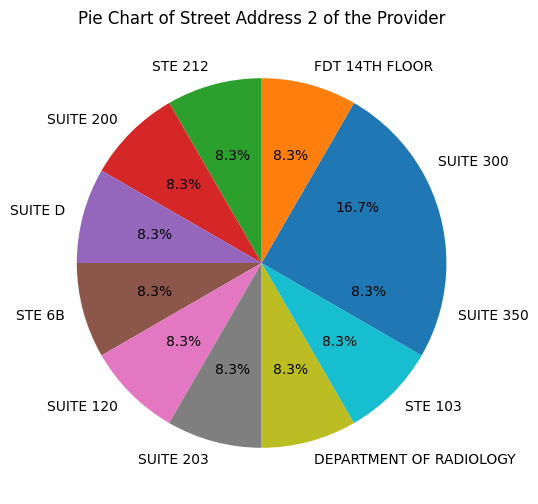 Pie Chart of Street Address 2 of the Provider
STE 212
FDT 14TH FLOOR
SUITE 200
SUITE 300
SUITE D
SUITE 350
STE 6B
SUITE 120
STE 103
SUITE 203
DEPARTMENT OF RADIOLOGY
8.3%
8.3%
8.3%
16.7%
8.3%
8.3%
8.3%
8.3%
8.3%
8.3%
8.3%